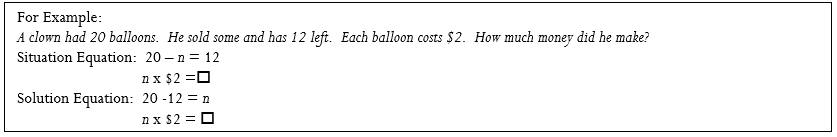 For Example:
A clown had 20 balloons.  He sold some and has 12 left.  Each balloon costs $2.  How much money did he make?
Situation Equation:  20 – n = 12
n x $2 =☐
Solution Equation:  20 -12 = n
n x $2 = ☐